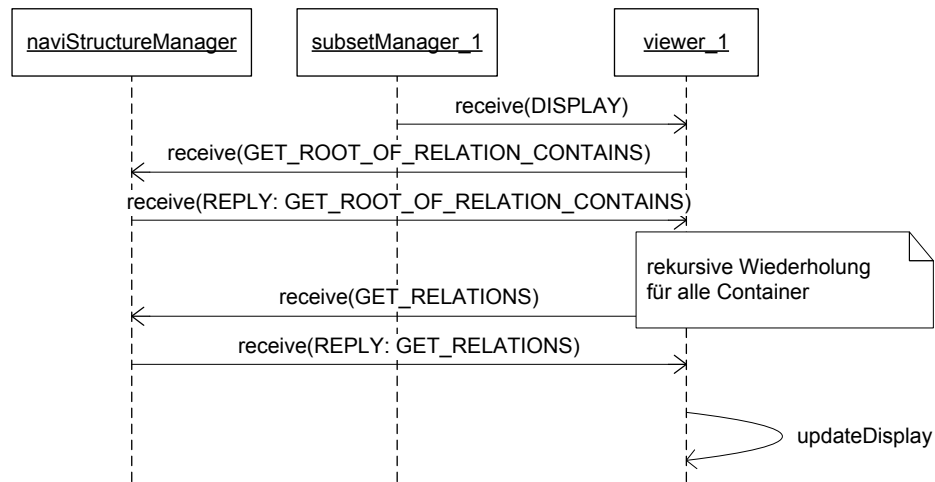 naviStructureManager
subsetManager_1
viewer_1
receive(DISPLAY)
receive(GET_ROOT_OF_RELATION_CONTAINS)
receive(REPLY: GET_ROOT_OF_RELATION_CONTAINS)
rekursive Wiederholung
für alle Container
receive(GET_RELATIONS)
receive(REPLY: GET_RELATIONS)
updateDisplay